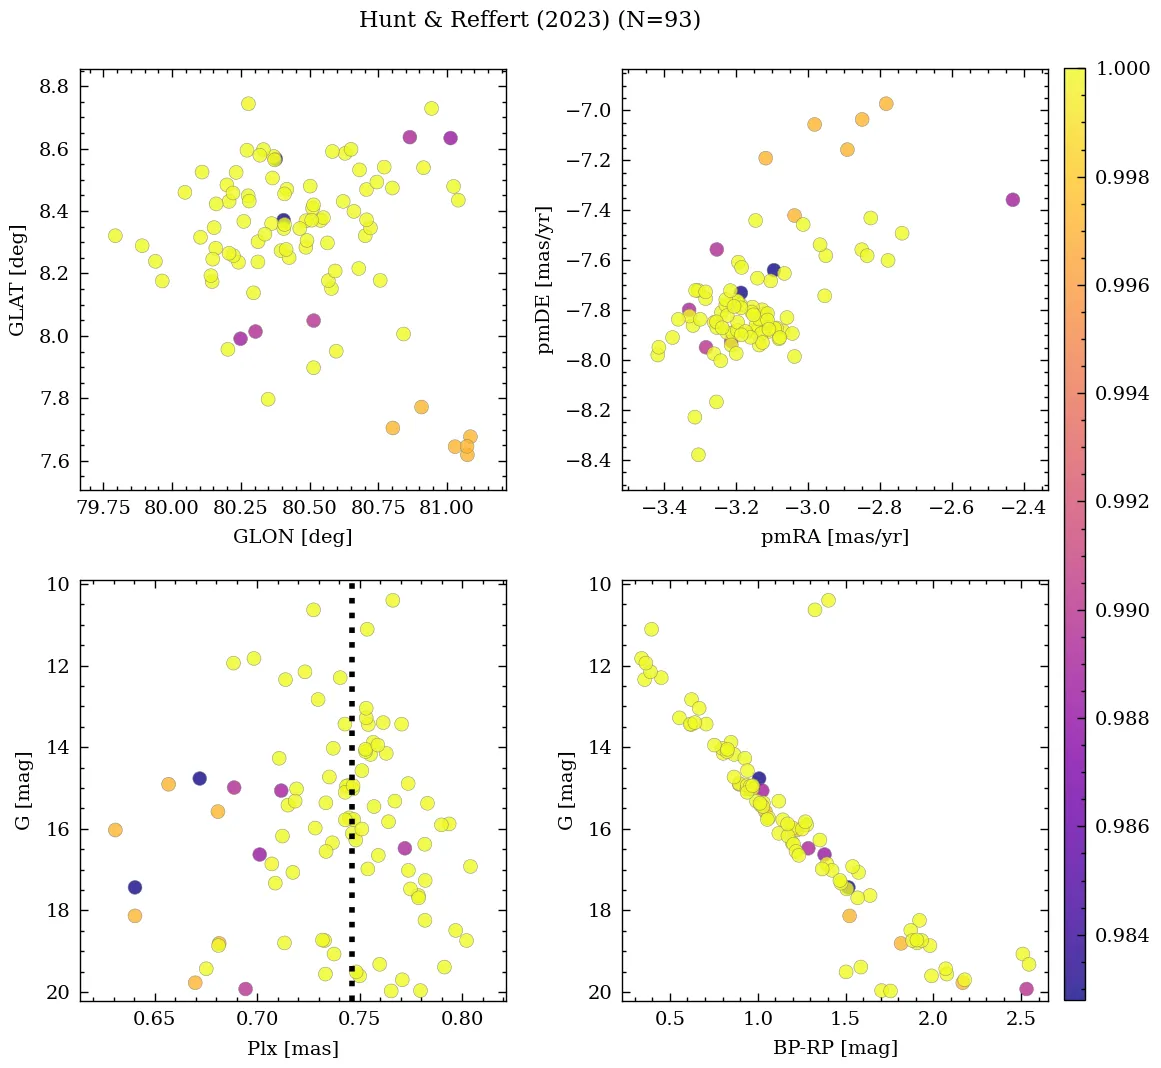 Hunt & Reffert (2023) (N=93)
8.8
8.6
8.4
8.2
8.0
7.8
7.6
GLAT [deg]
79.75 80.00 80.25 80.50 80.75 81.00
GLON [deg]
−7.0
−7.2
−7.4
−7.6
−7.8
−8.0
−8.2
−8.4
pmDE [mas/yr]
−3.4 −3.2 −3.0 −2.8 −2.6 −2.4
pmRA [mas/yr]
10
12
14
16
18
20
G [mag]
0.65 0.70 0.75 0.80
Plx [mas]
10
12
14
16
18
20
G [mag]
0.5 1.0 1.5 2.0 2.5
BP-RP [mag]
1.000
0.998
0.996
0.994
0.992
0.990
0.988
0.986
0.984